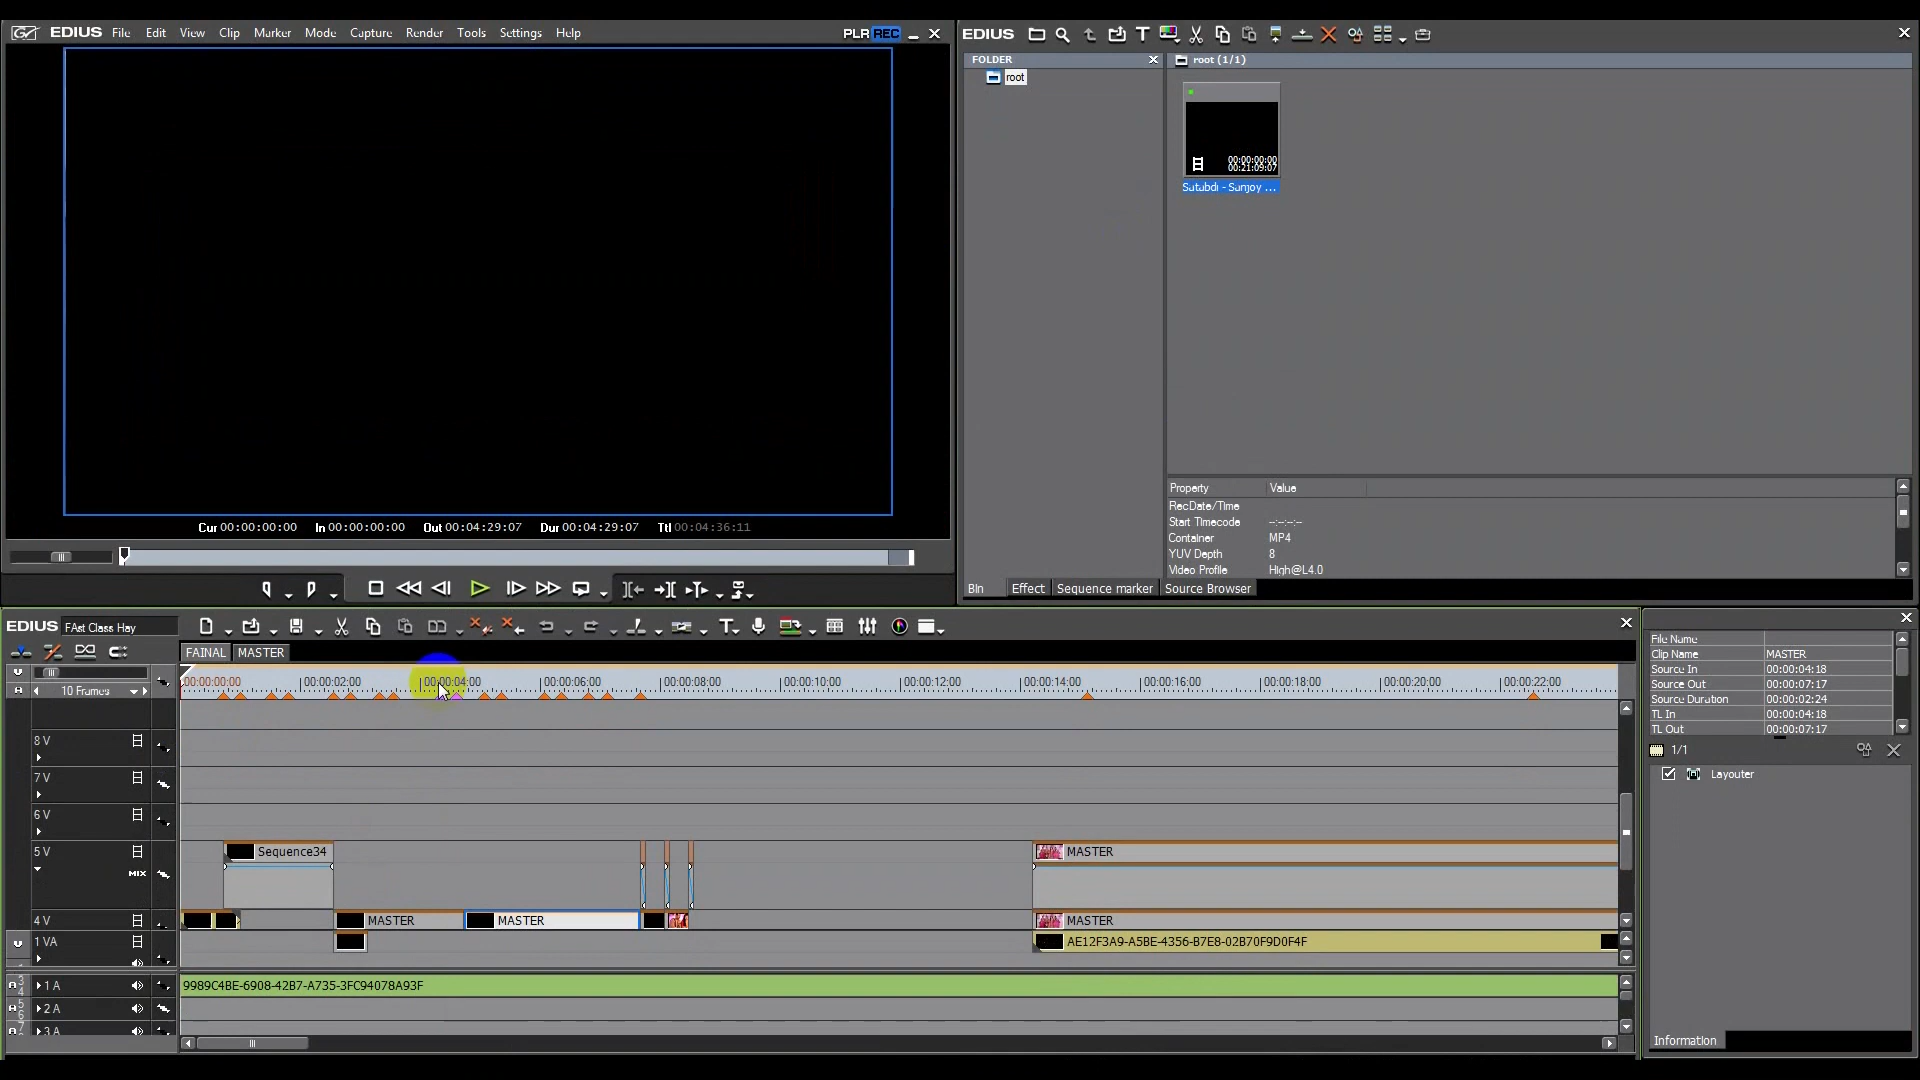 EDIUS File Edit View Clip Marker Mode Capture Render Tools Settings Help PLR REC
EDIUS
FOLDER
root
root (1/1)
00:00:00:00
00:21:09:07
Satabdi - Sanjoy ...
Cur 00:00:00:00 In 00:00:00:00 Out 00:04:29:07 Dur 00:04:29:07 Ttl 00:04:36:11
Property Value
RecDate/Time
Start Timecode --:--:--:--
Container MP4
YUV Depth 8
Video Profile High@L4.0
Bin Effect Sequence marker Source Browser
EDIUS FAst Class Hay
FAINAL MASTER
10 Frames
00:00:00:00 00:00:02:00 00:00:04:00 00:00:06:00 00:00:08:00 00:00:10:00 00:00:12:00 00:00:14:00 00:00:16:00 00:00:18:00 00:00:20:00 00:00:22:00
8 V
7 V
6 V
5 V Sequence34 MASTER
MIX
4 V MASTER MASTER MASTER
1 VA AE12F3A9-A5BE-4356-B7E8-02B70F9D0F4F
1 A 9989C4BE-6908-42B7-A735-3FC94078A93F
2 A
3 A
File Name
Clip Name MASTER
Source In 00:00:04:18
Source Out 00:00:07:17
Source Duration 00:00:02:24
TL In 00:00:04:18
TL Out 00:00:07:17
1/1
Layouter
Information